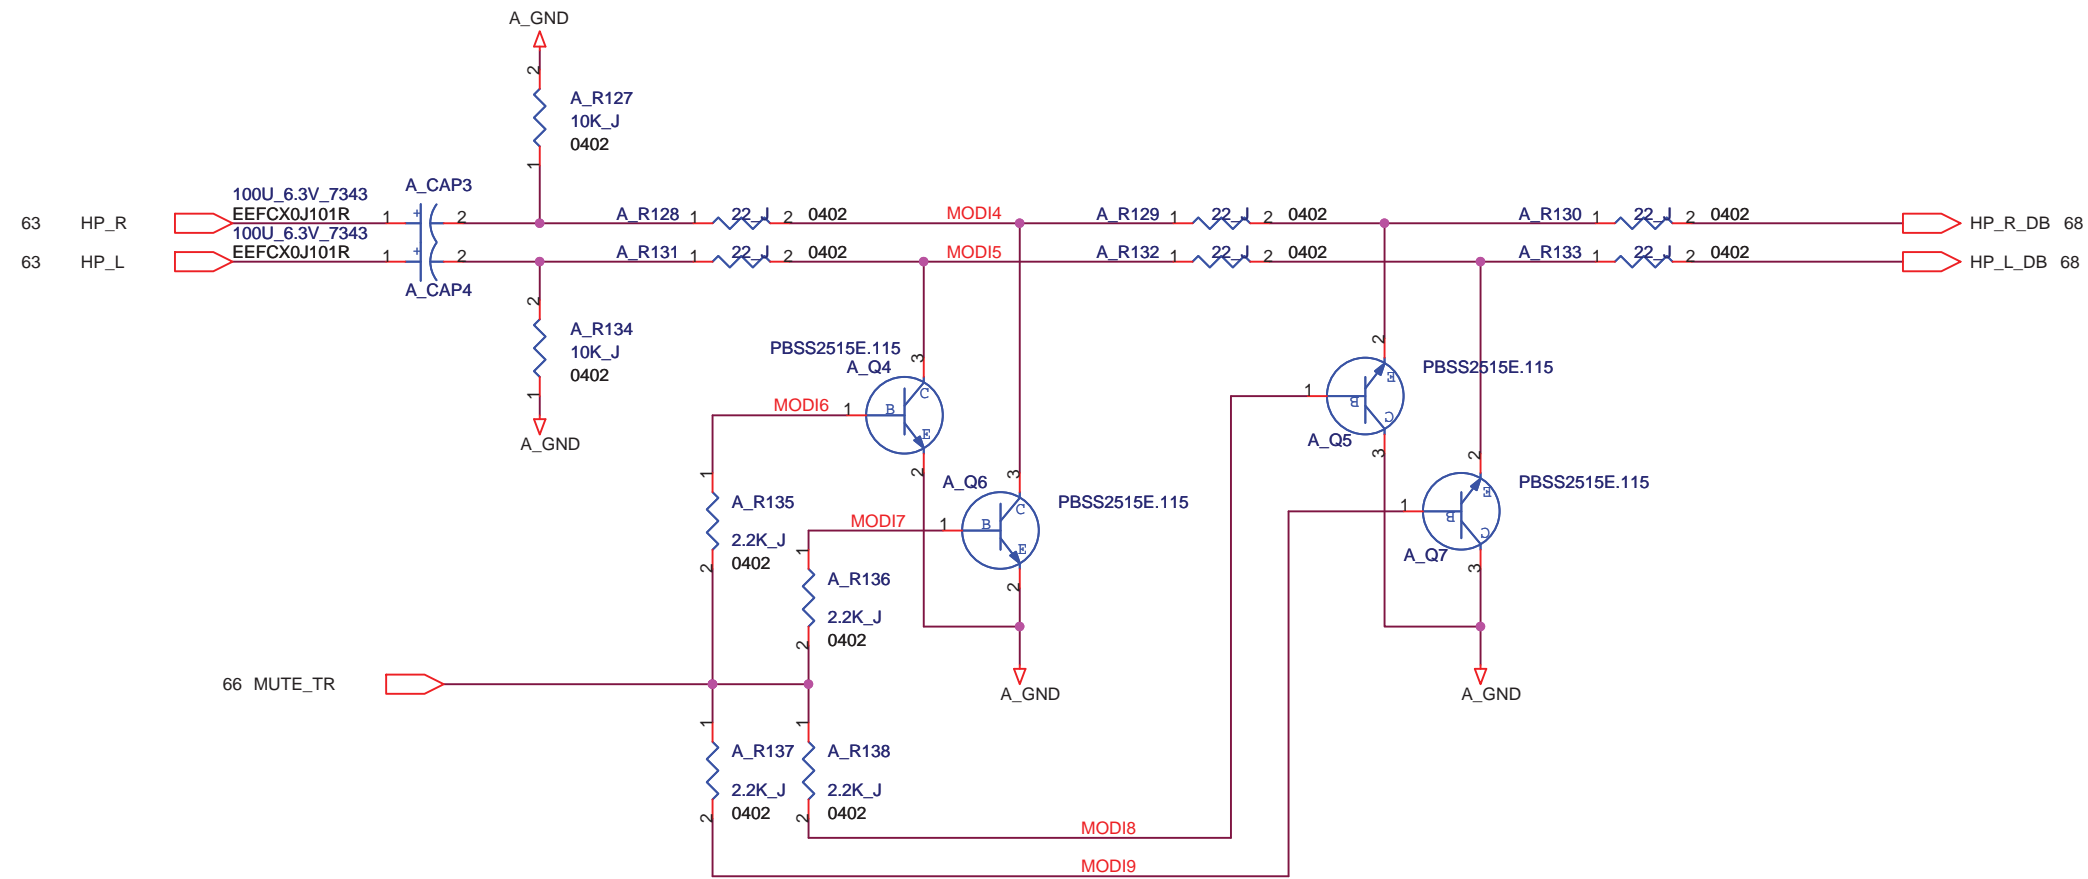 A_GND
2
A_R127
10K_J
0402
1
100U_6.3V_7343 A_CAP3
63 HP_R EEFCX0J101R 1 + 2 A_R128 1 22_J 2 0402 MODI4 A_R129 1 22_J 2 0402 A_R130 1 22_J 2 0402 HP_R_DB 68
100U_6.3V_7343
63 HP_L EEFCX0J101R 1 + 2 A_R131 1 22_J 2 0402 MODI5 A_R132 1 22_J 2 0402 A_R133 1 22_J 2 0402 HP_L_DB 68
A_CAP4
2
A_R134
10K_J
0402
1
A_GND
PBSS2515E.115 3
A_Q4
C
MODI6 1 B
E
2
2
PBSS2515E.115
E
1 B
C
A_Q5
3
A_Q6 3
PBSS2515E.115
C
MODI7 1 B
E
2
2
PBSS2515E.115
E
1 B
C
A_Q7
3
1
A_R135
2.2K_J
2 0402
1
A_R136
2.2K_J
2 0402
A_GND
A_GND
66 MUTE_TR
1 1
A_R137 A_R138
2.2K_J 2.2K_J
2 0402 2 0402
MODI8
MODI9